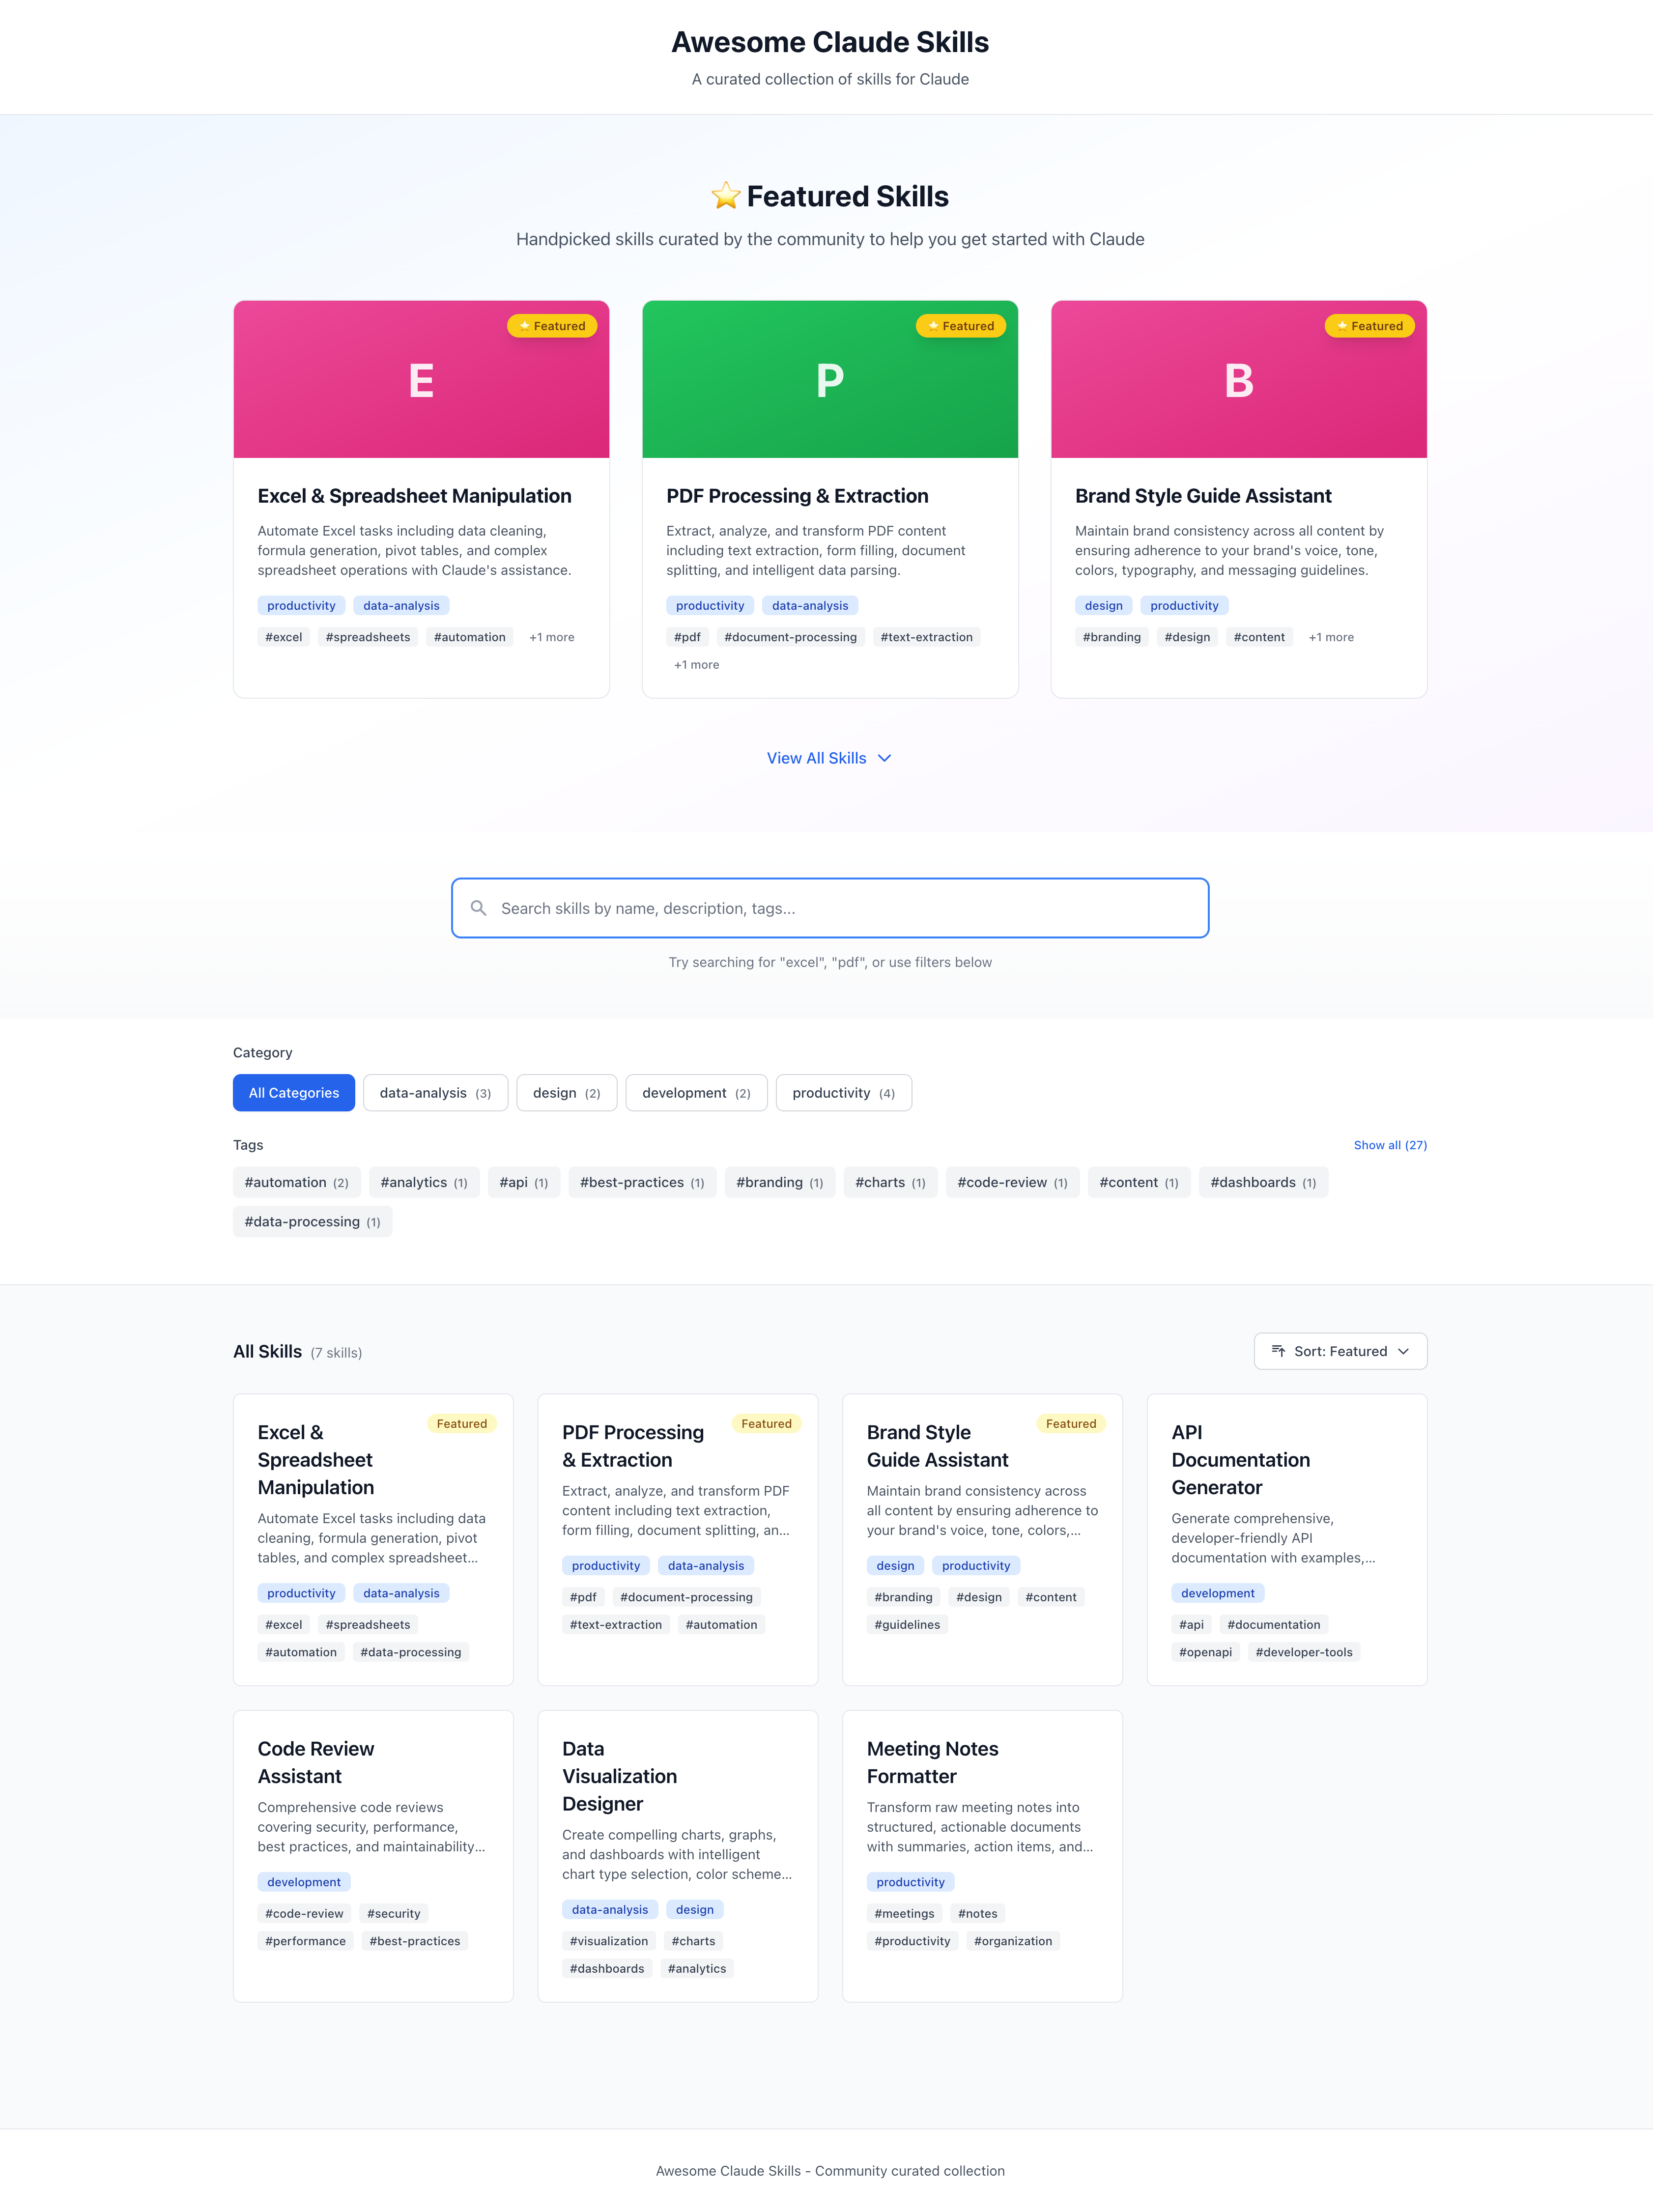 Awesome Claude Skills
A curated collection of skills for Claude
⭐ Featured Skills
Handpicked skills curated by the community to help you get started with Claude
⭐ Featured
E
Excel & Spreadsheet Manipulation
Automate Excel tasks including data cleaning,
formula generation, pivot tables, and complex
spreadsheet operations with Claude's assistance.
productivity data-analysis
#excel #spreadsheets #automation +1 more
⭐ Featured
P
PDF Processing & Extraction
Extract, analyze, and transform PDF content
including text extraction, form filling, document
splitting, and intelligent data parsing.
productivity data-analysis
#pdf #document-processing #text-extraction
+1 more
⭐ Featured
B
Brand Style Guide Assistant
Maintain brand consistency across all content by
ensuring adherence to your brand's voice, tone,
colors, typography, and messaging guidelines.
design productivity
#branding #design #content +1 more
View All Skills
Search skills by name, description, tags...
Try searching for "excel", "pdf", or use filters below
Category
All Categories data-analysis (3) design (2) development (2) productivity (4)
Tags Show all (27)
#automation (2) #analytics (1) #api (1) #best-practices (1) #branding (1) #charts (1) #code-review (1) #content (1) #dashboards (1)
#data-processing (1)
All Skills (7 skills) Sort: Featured
Featured
Excel &
Spreadsheet
Manipulation
Automate Excel tasks including data
cleaning, formula generation, pivot
tables, and complex spreadsheet...
productivity data-analysis
#excel #spreadsheets
#automation #data-processing
Featured
PDF Processing
& Extraction
Extract, analyze, and transform PDF
content including text extraction,
form filling, document splitting, an...
productivity data-analysis
#pdf #document-processing
#text-extraction #automation
Featured
Brand Style
Guide Assistant
Maintain brand consistency across
all content by ensuring adherence to
your brand's voice, tone, colors,...
design productivity
#branding #design #content
#guidelines
API
Documentation
Generator
Generate comprehensive,
developer-friendly API
documentation with examples,...
development
#api #documentation
#openapi #developer-tools
Code Review
Assistant
Comprehensive code reviews
covering security, performance,
best practices, and maintainability...
development
#code-review #security
#performance #best-practices
Data
Visualization
Designer
Create compelling charts, graphs,
and dashboards with intelligent
chart type selection, color scheme...
data-analysis design
#visualization #charts
#dashboards #analytics
Meeting Notes
Formatter
Transform raw meeting notes into
structured, actionable documents
with summaries, action items, and...
productivity
#meetings #notes
#productivity #organization
Awesome Claude Skills - Community curated collection